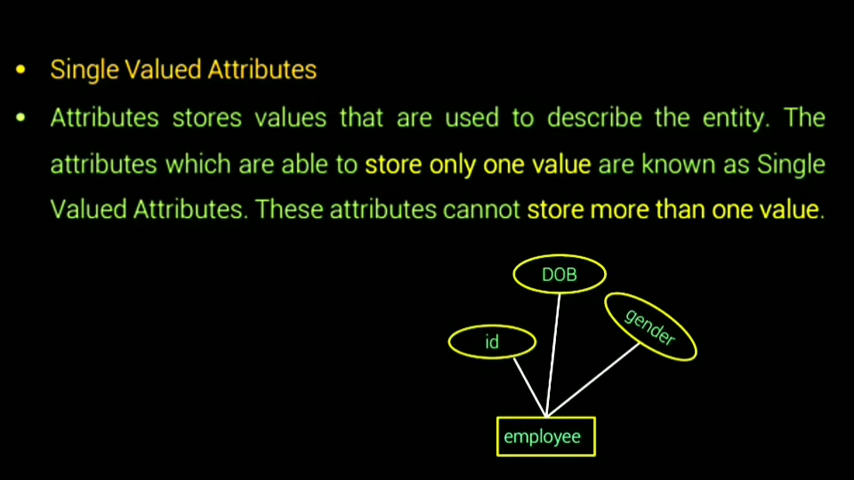 • Single Valued Attributes
• Attributes stores values that are used to describe the entity. The
attributes which are able to store only one value are known as Single
Valued Attributes. These attributes cannot store more than one value.
DOB
gender
id
employee